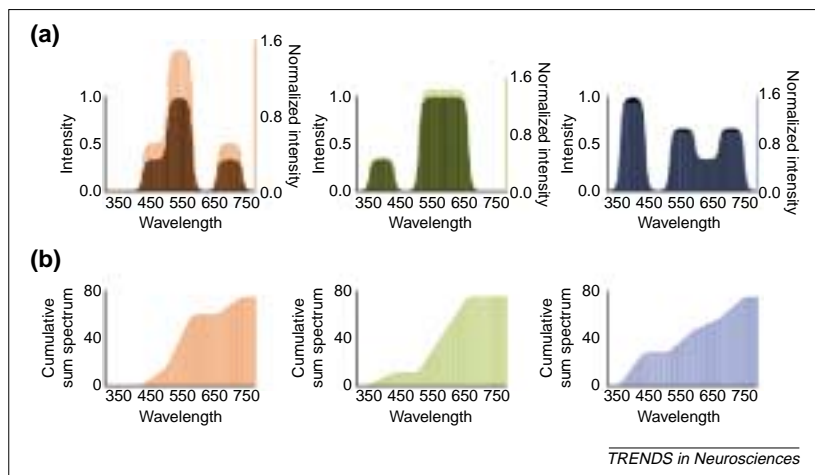 (a)
1.6
0.8
0.0
Normalized intensity
1.0
0.5
0.0
Intensity
350 450 550 650 750
Wavelength
1.6
0.8
0.0
Normalized intensity
1.0
0.5
0.0
Intensity
350 450 550 650 750
Wavelength
1.6
0.8
0.0
Normalized intensity
1.0
0.5
0.0
Intensity
350 450 550 650 750
Wavelength
(b)
80
40
0
Cumulative
sum spectrum
350 450 550 650 750
Wavelength
80
40
0
Cumulative
sum spectrum
350 450 550 650 750
Wavelength
80
40
0
Cumulative
sum spectrum
350 450 550 650 750
Wavelength
TRENDS in Neurosciences